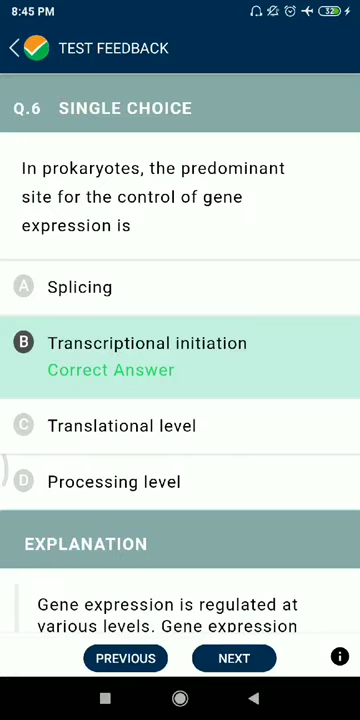 8:45 PM
32
TEST FEEDBACK
Q.6 SINGLE CHOICE
In prokaryotes, the predominant
site for the control of gene
expression is
A Splicing
B Transcriptional initiation
Correct Answer
C Translational level
D Processing level
EXPLANATION
Gene expression is regulated at
various levels. Gene expression
PREVIOUS NEXT